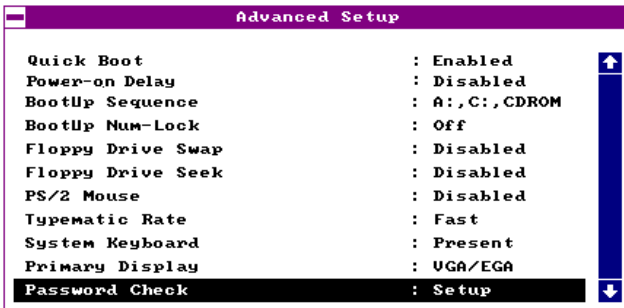 Advanced Setup
Quick Boot : Enabled
Power-on Delay : Disabled
BootUp Sequence : A:,C:,CDROM
BootUp Num-Lock : Off
Floppy Drive Swap : Disabled
Floppy Drive Seek : Disabled
PS/2 Mouse : Disabled
Typematic Rate : Fast
System Keyboard : Present
Primary Display : VGA/EGA
Password Check : Setup